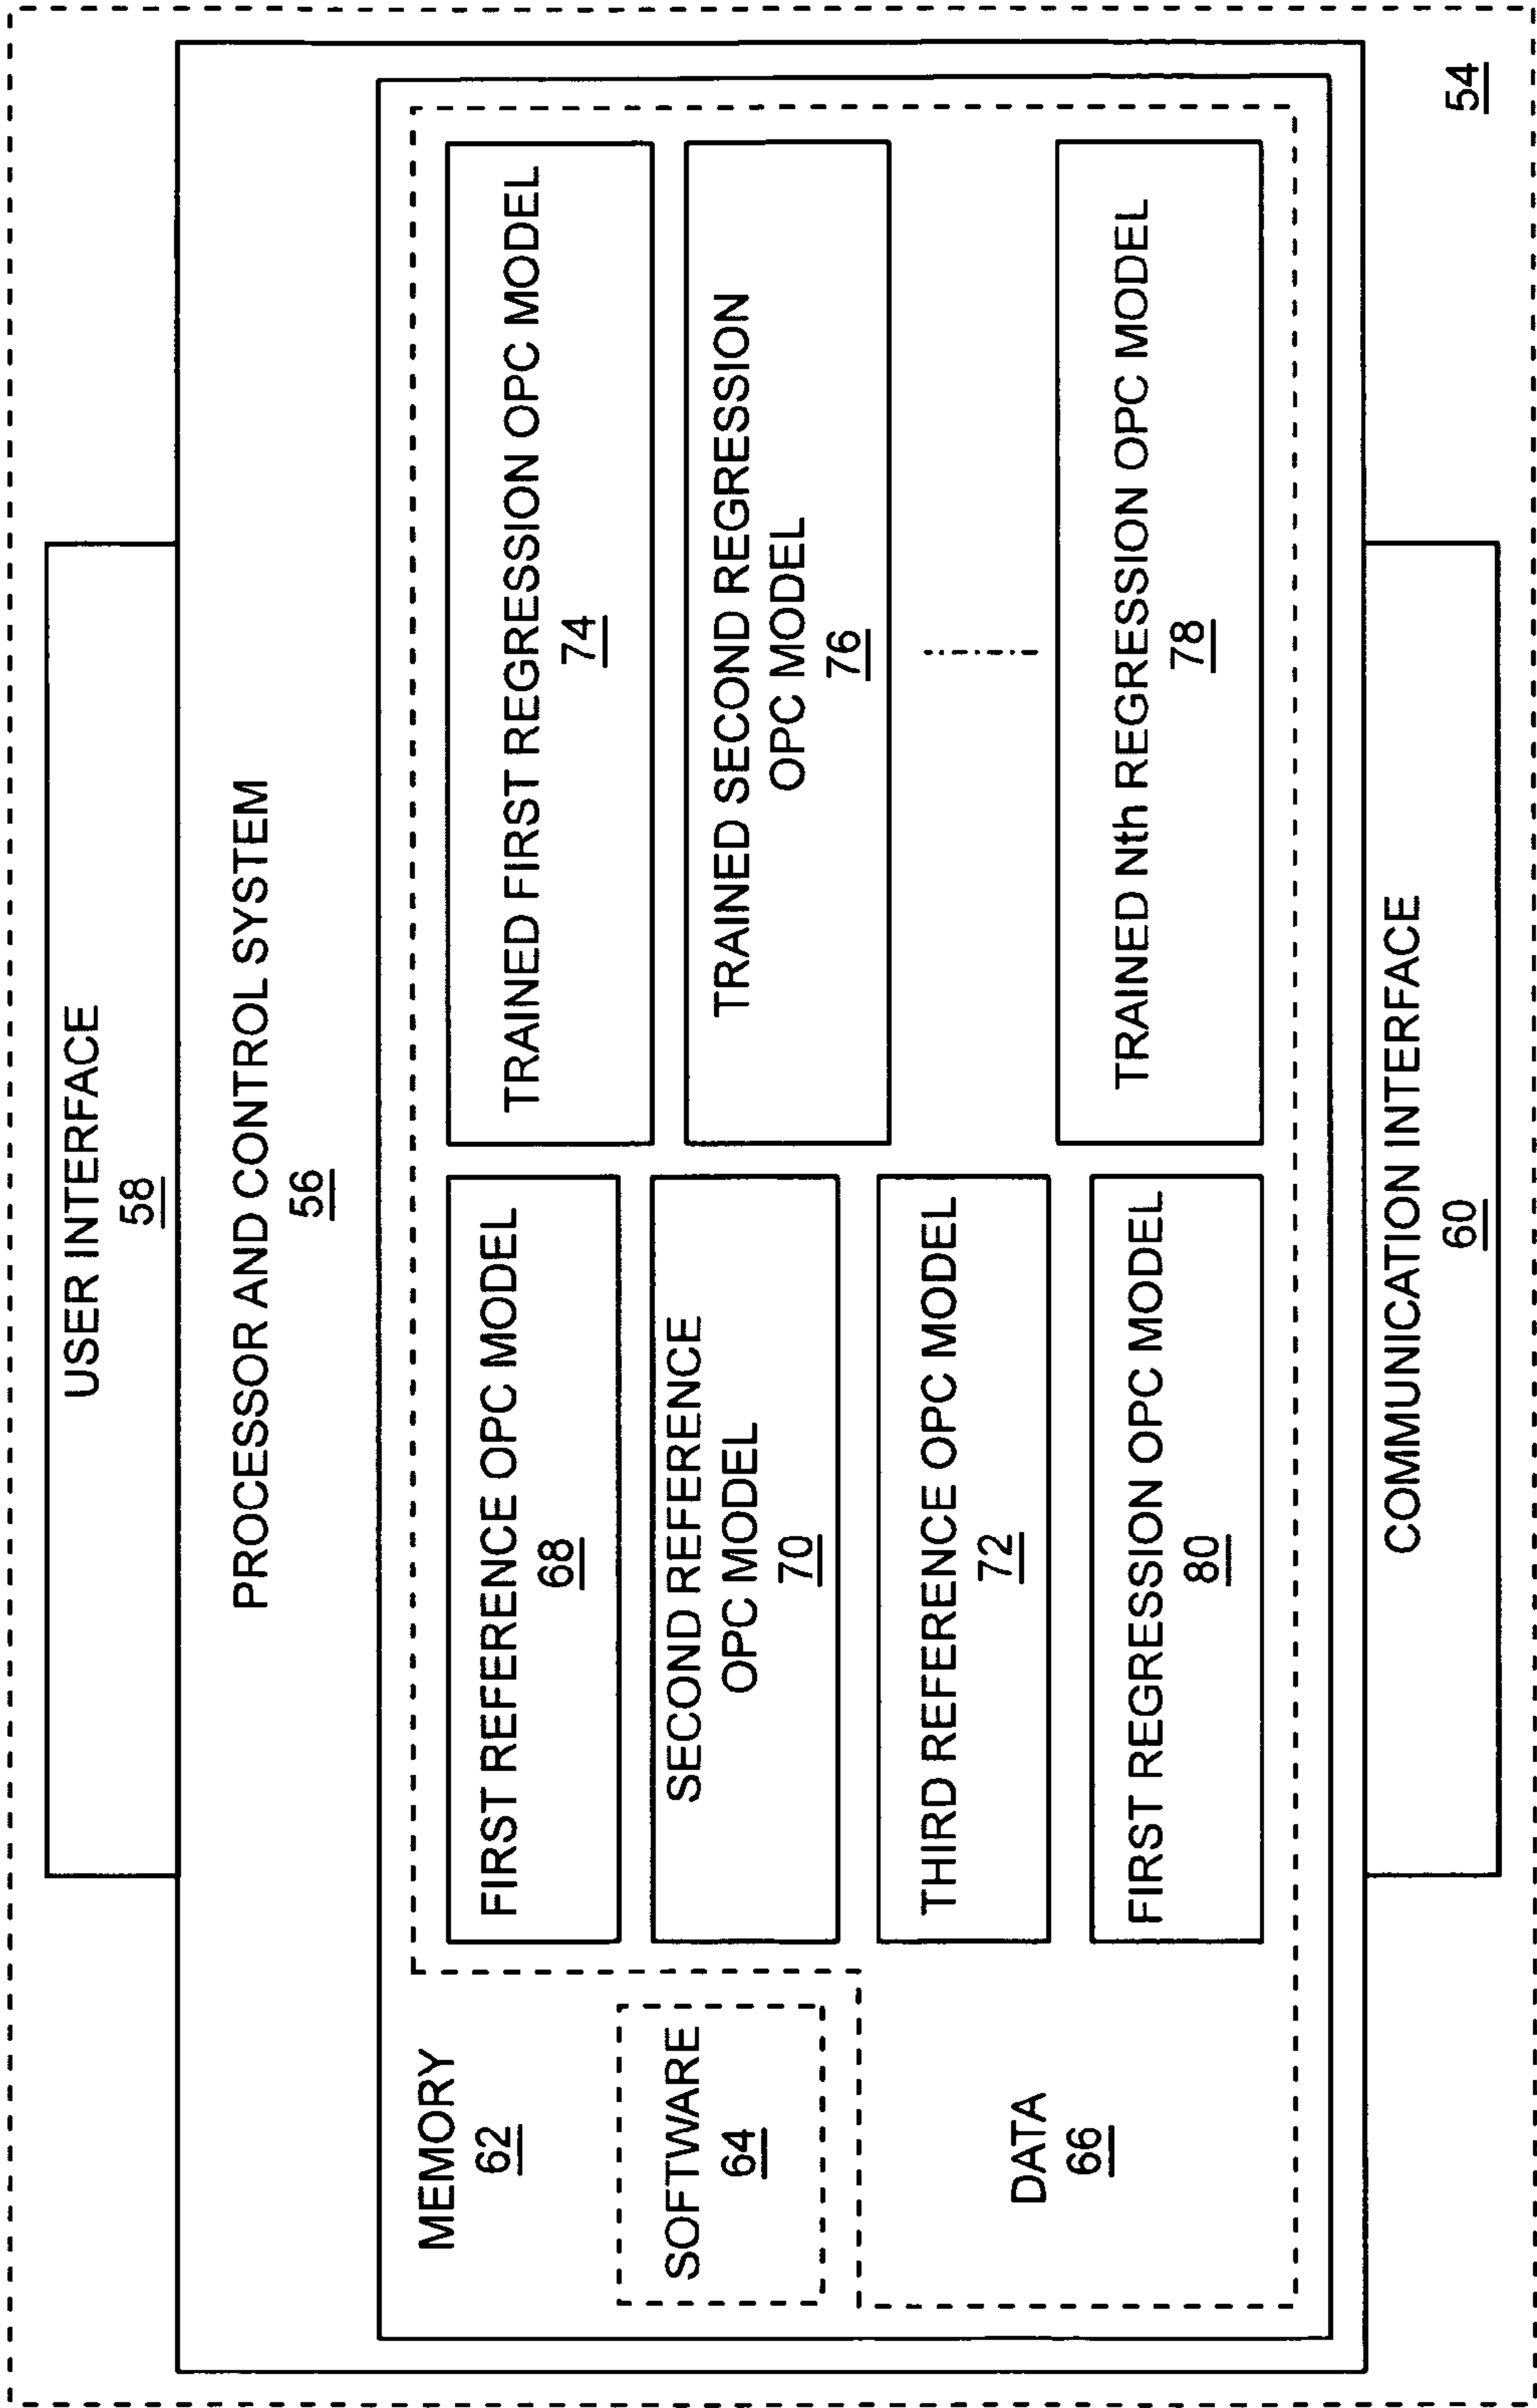 USER INTERFACE
58
PROCESSOR AND CONTROL SYSTEM
56
MEMORY
62
SOFTWARE
64
DATA
66
FIRST REFERENCE OPC MODEL
68
SECOND REFERENCE
OPC MODEL
70
THIRD REFERENCE OPC MODEL
72
FIRST REGRESSION OPC MODEL
80
TRAINED FIRST REGRESSION OPC MODEL
74
TRAINED SECOND REGRESSION
OPC MODEL
76
TRAINED Nth REGRESSION OPC MODEL
78
COMMUNICATION INTERFACE
60
54